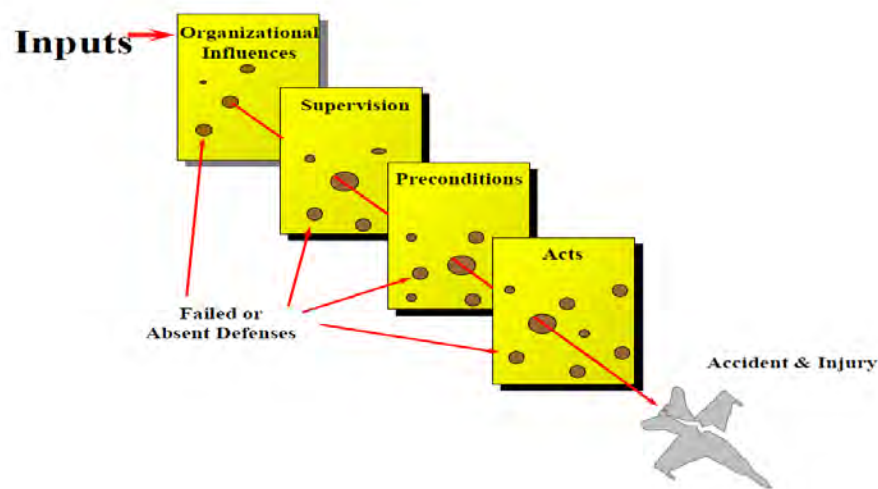 Inputs
Organizational
Influences
Supervision
Preconditions
Acts
Failed or
Absent Defenses
Accident & Injury